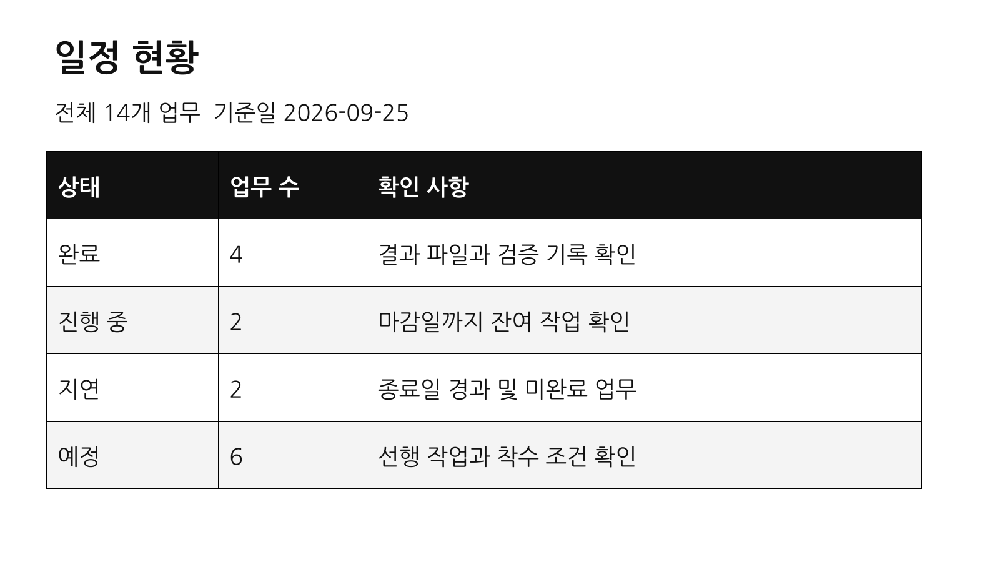 일정 현황
전체 14개 업무  기준일 2026-09-25
상태 업무 수 확인 사항
완료 4 결과 파일과 검증 기록 확인
진행 중 2 마감일까지 잔여 작업 확인
지연 2 종료일 경과 및 미완료 업무
예정 6 선행 작업과 착수 조건 확인